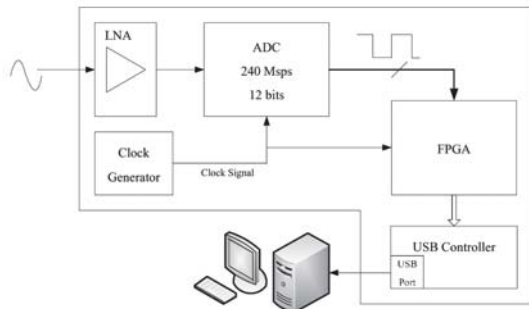 LNA
ADC
240 Msps
12 bits
Clock
Generator
Clock Signal
FPGA
USB Controller
USB
Port